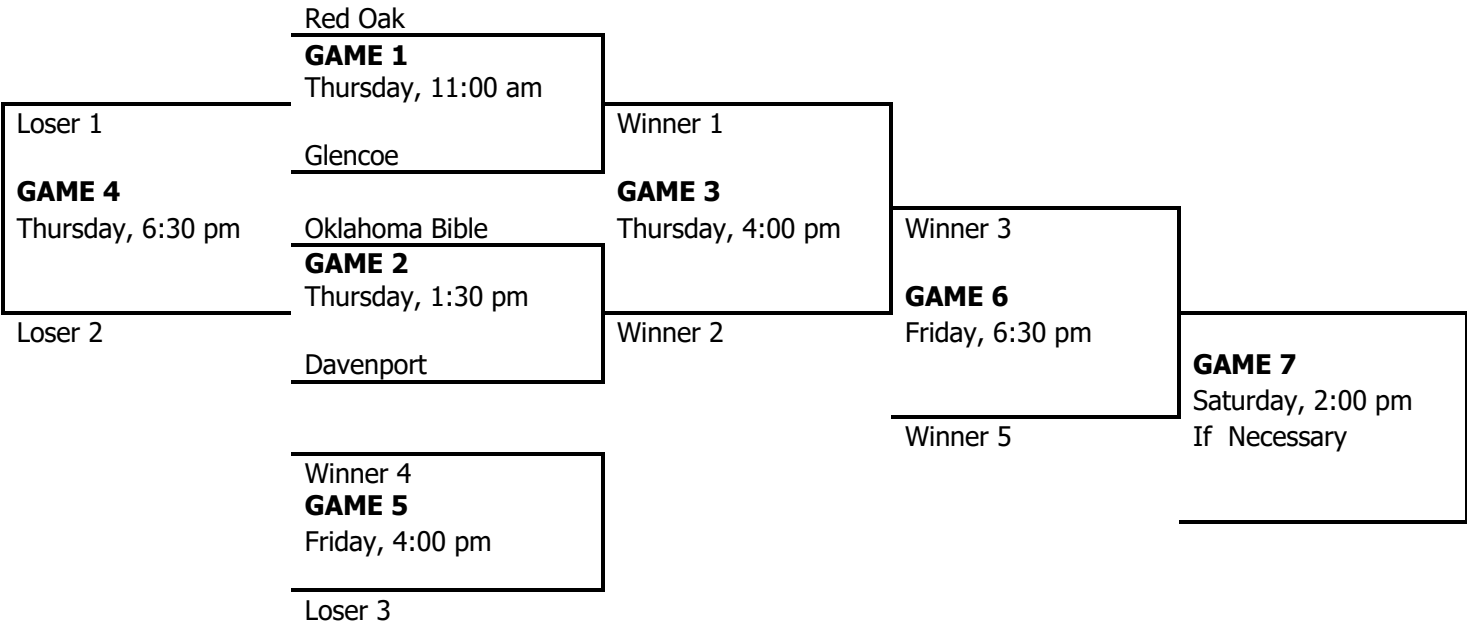 Red Oak
GAME 1
Thursday, 11:00 am
Glencoe
Loser 1
GAME 4
Thursday, 6:30 pm
Loser 2
Oklahoma Bible
GAME 2
Thursday, 1:30 pm
Davenport
Winner 1
GAME 3
Thursday, 4:00 pm
Winner 2
Winner 3
GAME 6
Friday, 6:30 pm
Winner 5
GAME 7
Saturday, 2:00 pm
If Necessary
Winner 4
GAME 5
Friday, 4:00 pm
Loser 3